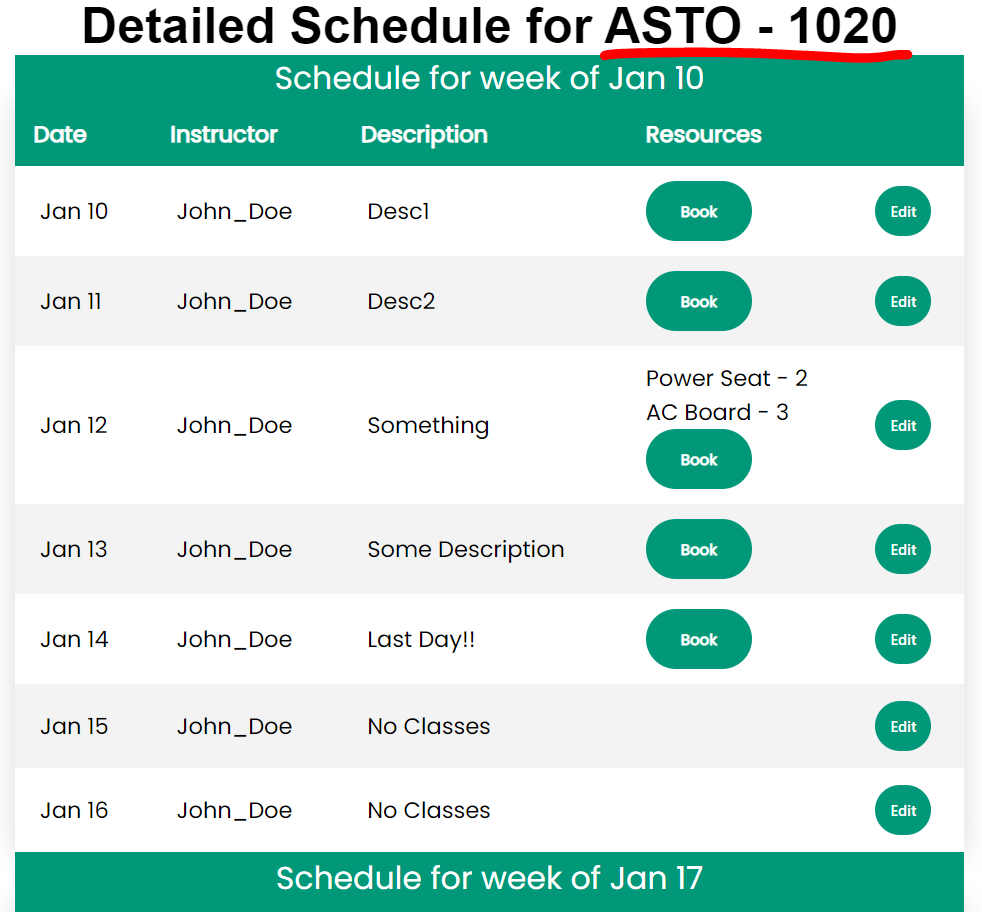 Detailed Schedule for ASTO - 1020
Schedule for week of Jan 10
Date Instructor Description Resources
Jan 10 John_Doe Desc1 Book Edit
Jan 11 John_Doe Desc2 Book Edit
Power Seat - 2
AC Board - 3
Jan 12 John_Doe Something Edit
Book
Jan 13 John_Doe Some Description Book Edit
Jan 14 John_Doe Last Day!! Book Edit
Jan 15 John_Doe No Classes Edit
Jan 16 John_Doe No Classes Edit
Schedule for week of Jan 17